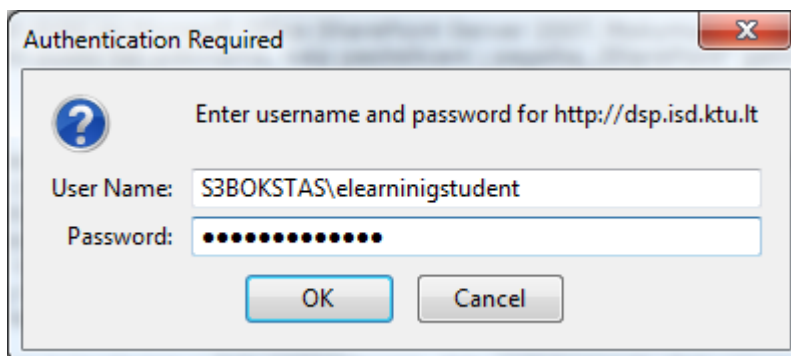 Authentication Required
Enter username and password for http://dsp.isd.ktu.lt
User Name: S3BOKSTAS\elearninigstudent
Password: ●●●●●●●●●●●●●
OK Cancel